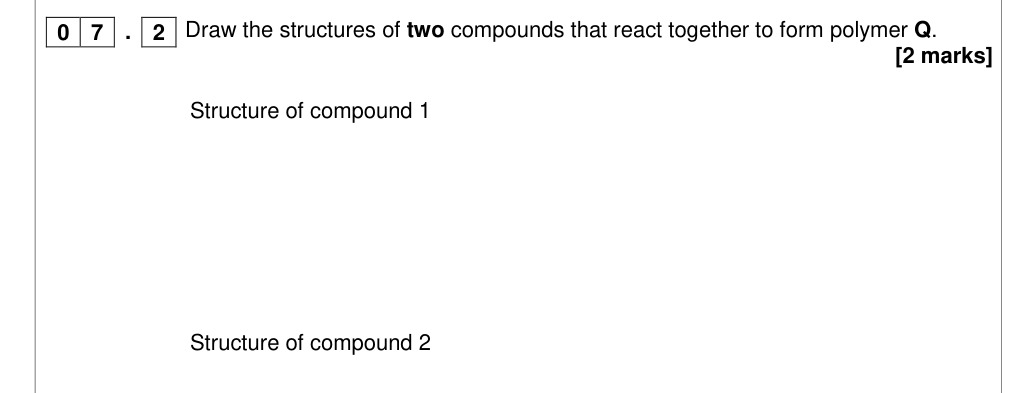 0 7 . 2 Draw the structures of two compounds that react together to form polymer Q.
[2 marks]
Structure of compound 1
Structure of compound 2